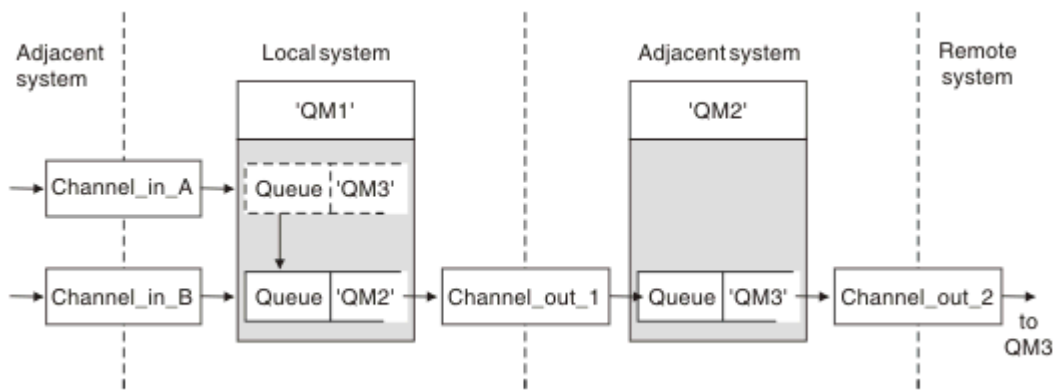 Adjacent
system
Local system
Adjacent system
Remote
system
'QM1'
'QM2'
Channel_in_A
Queue 'QM3'
Channel_in_B
Queue 'QM2'
Channel_out_1
Queue 'QM3'
Channel_out_2
to
QM3